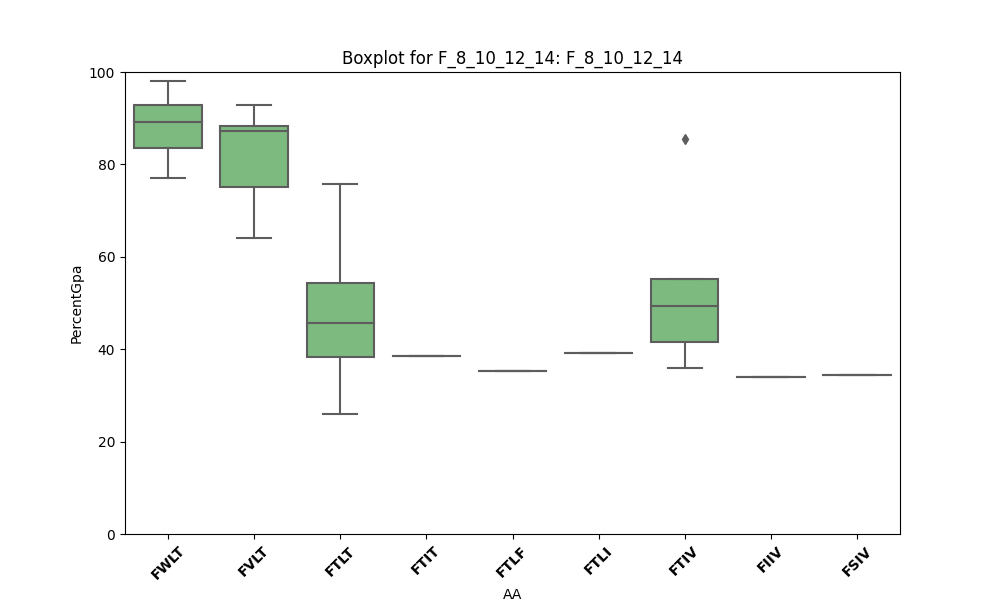 Boxplot for F_8_10_12_14: F_8_10_12_14
100
80
60
40
20
0
PercentGpa
FWLT
FVLT
FTLT
FTIT
FTLF
FTLI
FTIV
FIIV
FSIV
AA